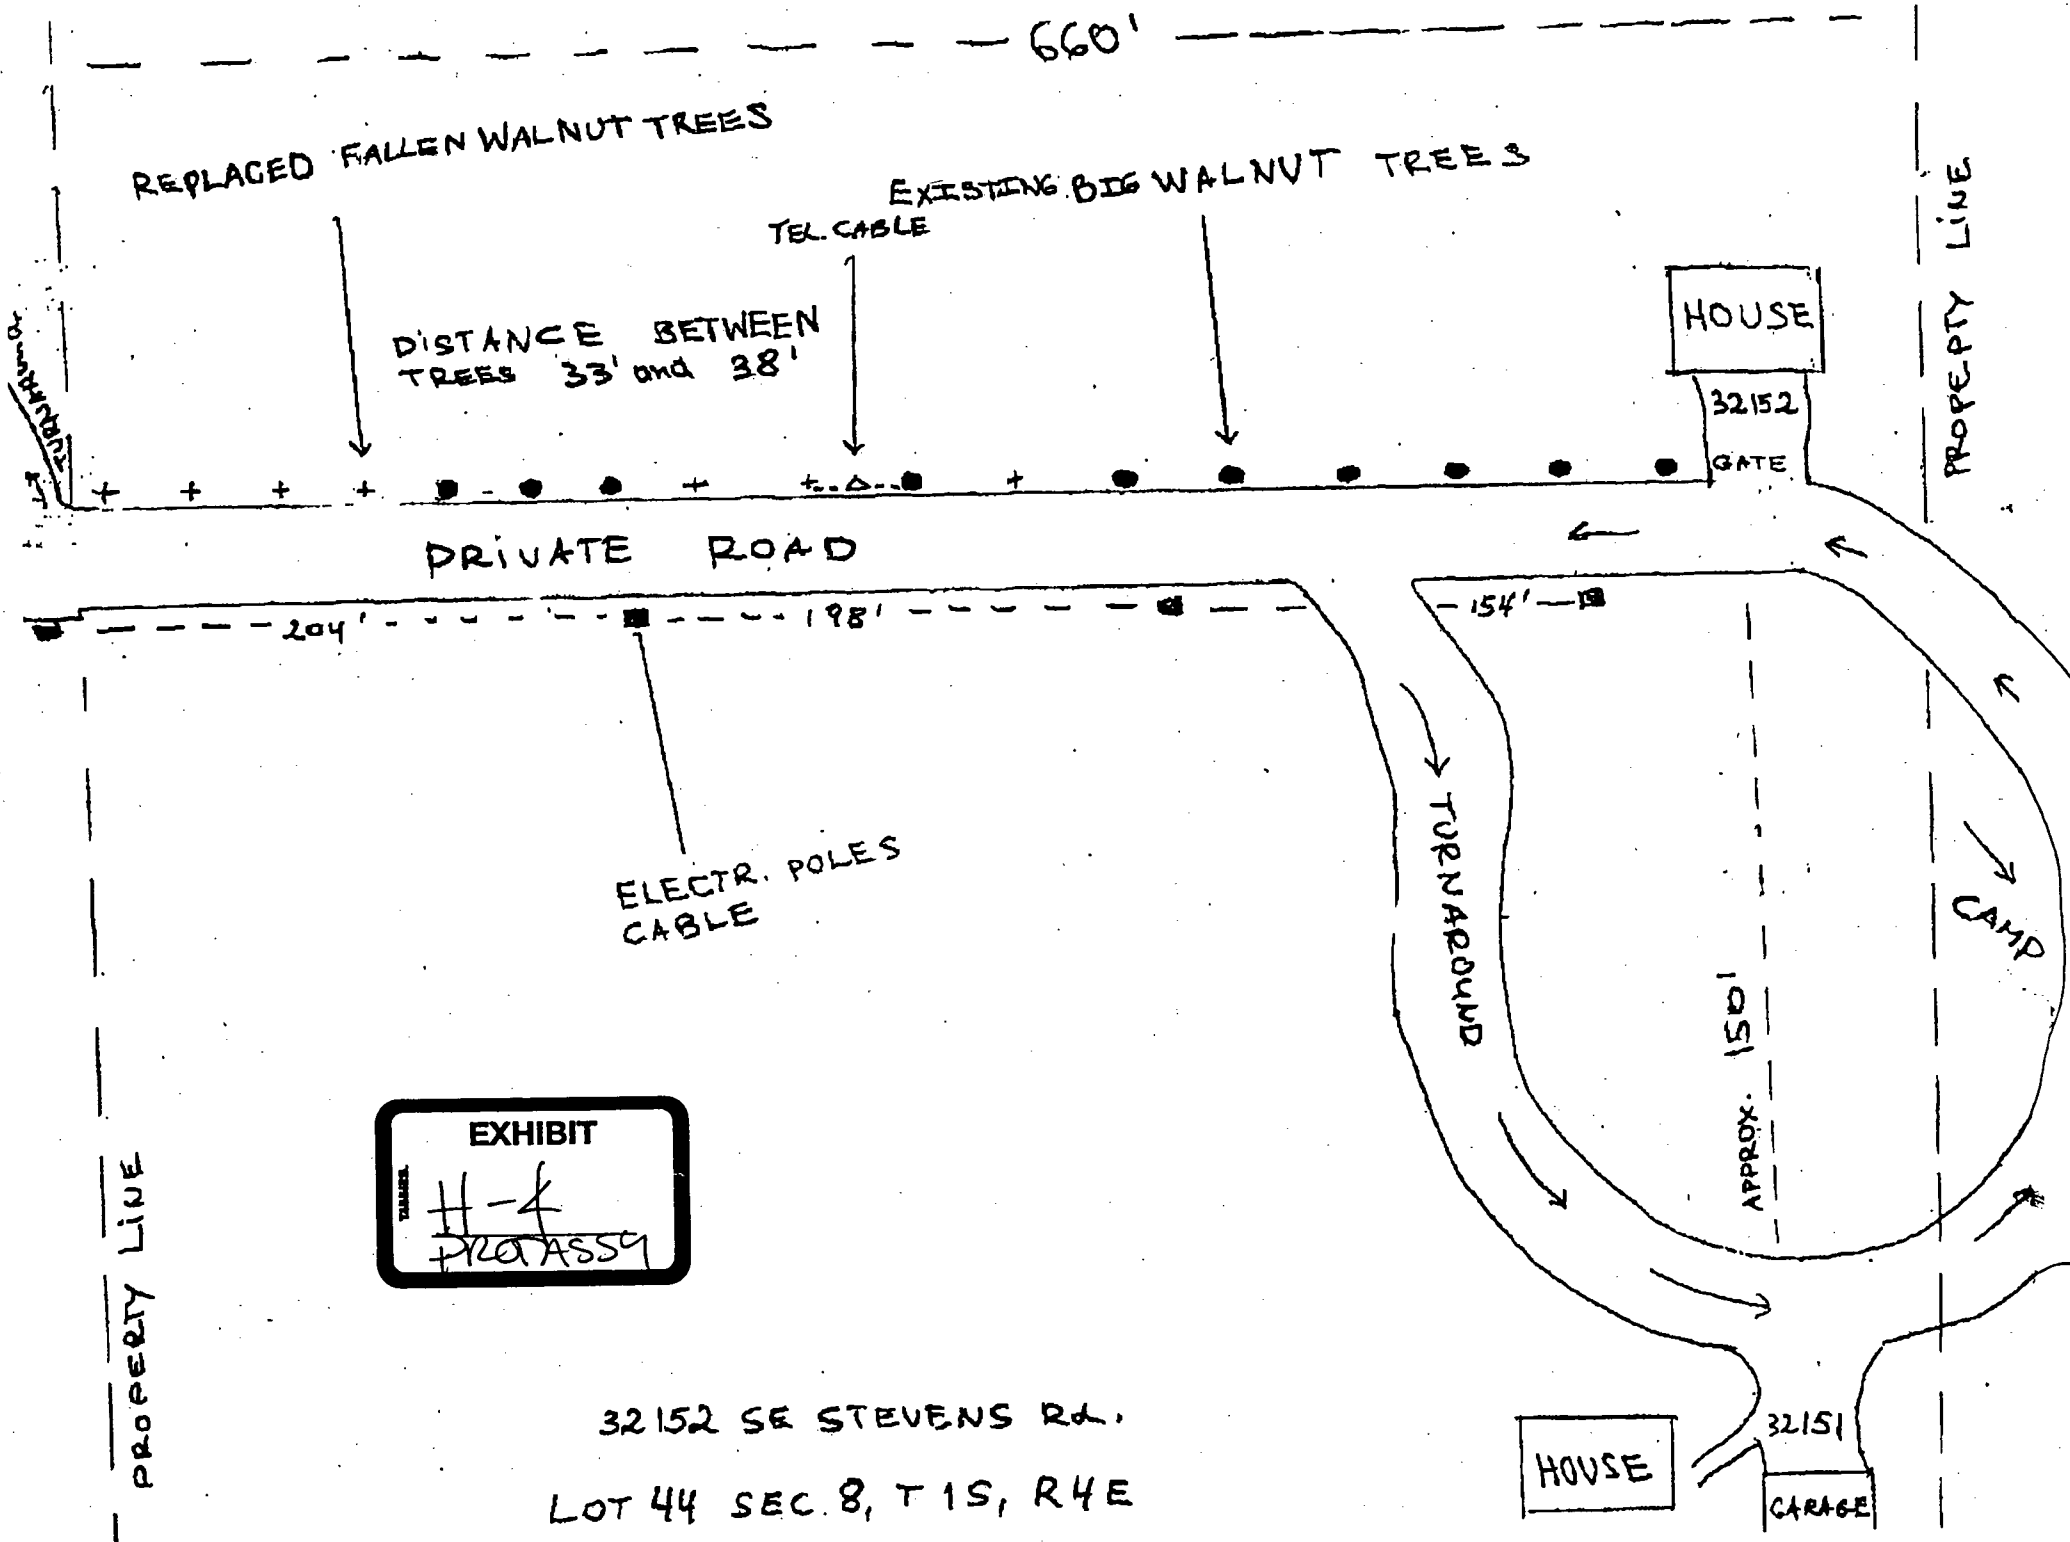 660'
REPLACED FALLEN WALNUT TREES
EXISTING BIG WALNUT TREES
TEL. CABLE
PROPEPTY LINE
HOUSE
DISTANCE BETWEEN
TREES 33' and 38'
32152
GATE
PRIVATE ROAD
204'
198'
154'
TURNAROUND
ELECTR. POLES
CABLE
CAMP
APPROX. 150'
EXHIBIT
H-4
PROTASSY
PROPERTY LINE
32152 SE STEVENS Rd.
LOT 44 SEC. 8, T 1S, R4E
HOUSE
32151
GARAGE